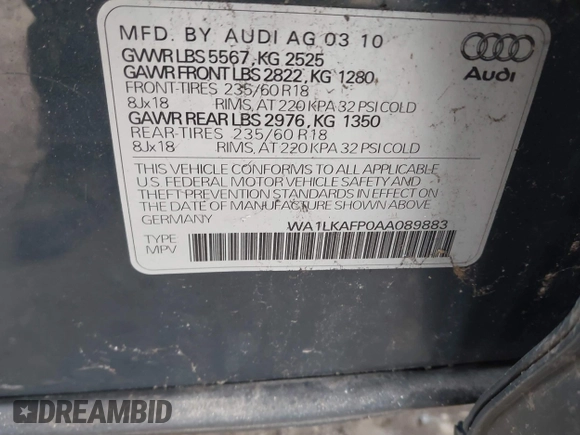 MFD. BY AUDI AG 03 10
GVWR LBS 5567, KG 2525
GAWR FRONT LBS 2822, KG 1280
FRONT-TIRES 235/60 R18
8Jx18 RIMS, AT 220 KPA 32 PSI COLD
GAWR REAR LBS 2976, KG 1350
REAR-TIRES 235/60 R18
8Jx18 RIMS, AT 220 KPA 32 PSI COLD
THIS VEHICLE CONFORMS TO ALL APPLICABLE
U.S. FEDERAL MOTOR VEHICLE SAFETY AND
THEFT PREVENTION STANDARDS IN EFFECT ON
THE DATE OF MANUFACTURE SHOWN ABOVE
GERMANY WA1LKAFP0AA089883
TYPE
MPV
Audi
DREAMBID